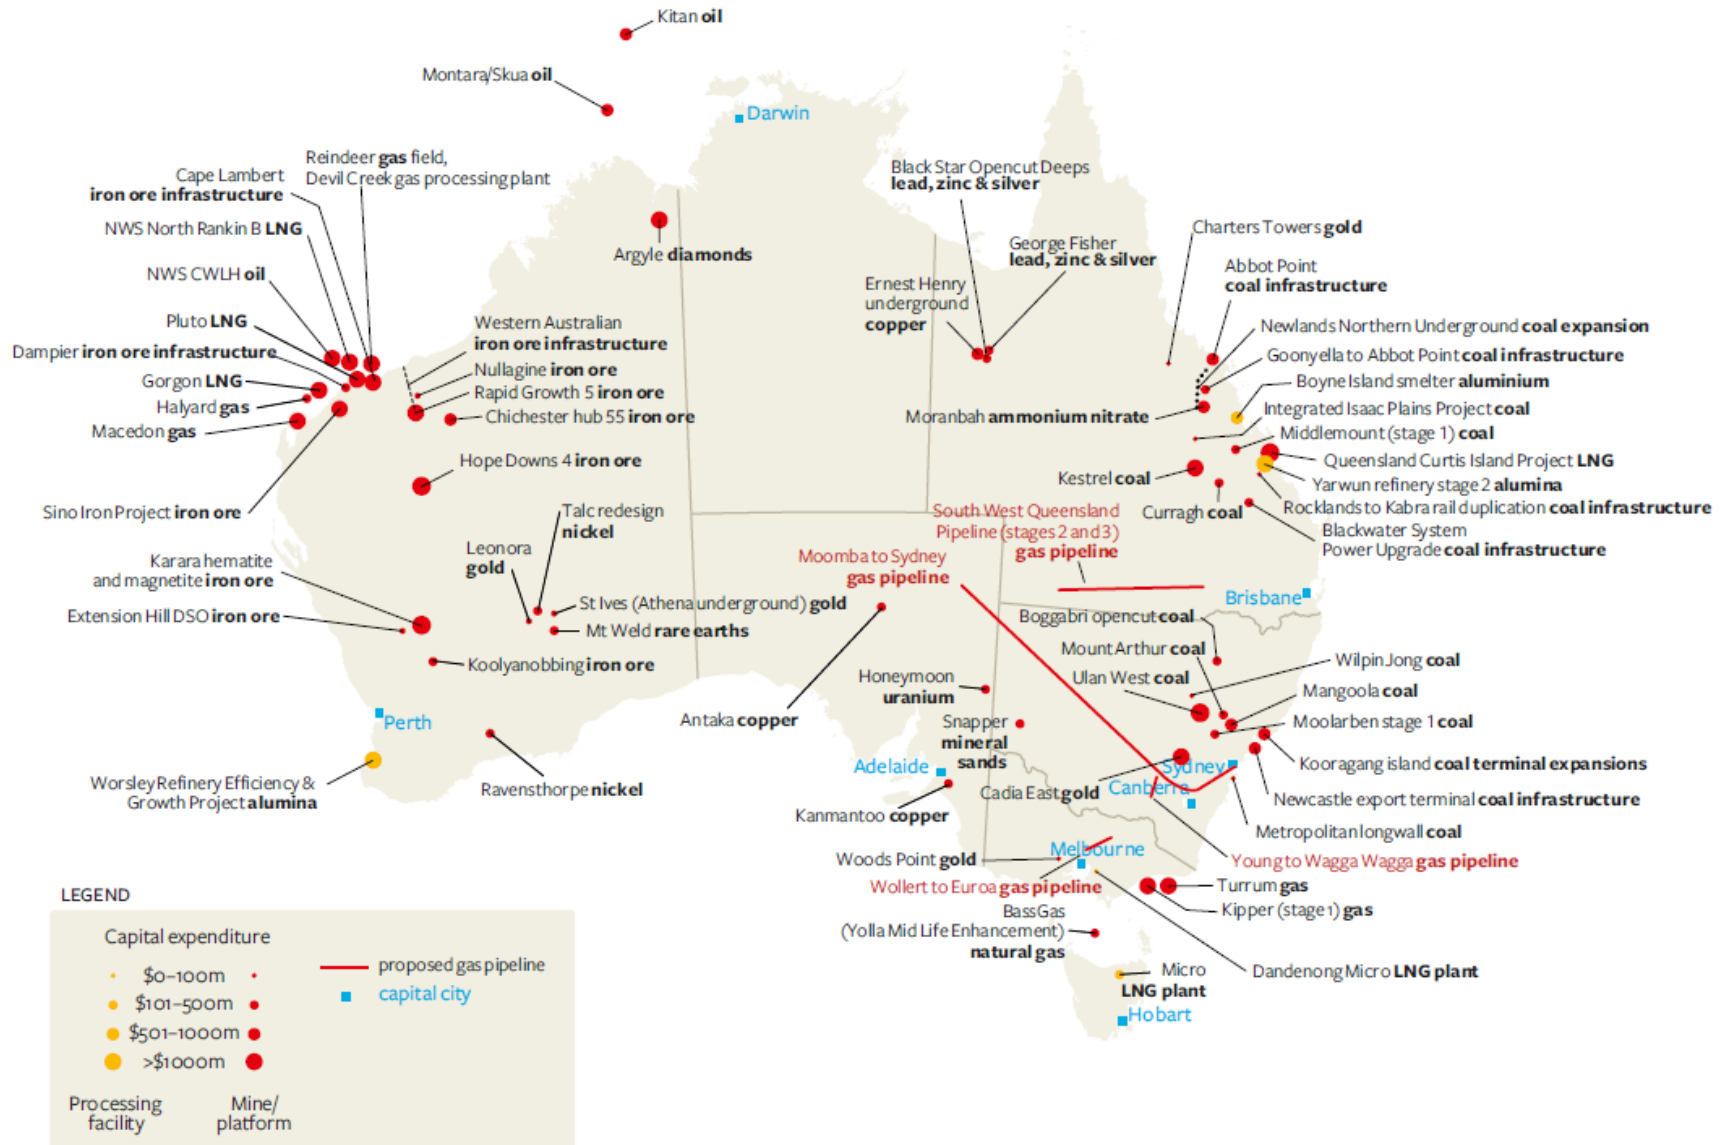 Kitan oil
Montara/Skua oil
Darwin
Reindeer gas field,
Devil Creek gas processing plant
Cape Lambert
iron ore infrastructure
NWS North Rankin B LNG
NWS CWLH oil
Pluto LNG
Dampier iron ore infrastructure
Gorgon LNG
Halyard gas
Macedon gas
Sino Iron Project iron ore
Argyle diamonds
Western Australian
iron ore infrastructure
Nullagine iron ore
Rapid Growth 5 iron ore
Chichester hub 55 iron ore
Hope Downs 4 iron ore
Talc redesign
nickel
Leonora
gold
Karara hematite
and magnetite iron ore
Extension Hill DSO iron ore
St Ives (Athena underground) gold
Mt Weld rare earths
Koolyanobbing iron ore
Perth
Worsley Refinery Efficiency &
Growth Project alumina
Ravensthorpe nickel
Black Star Opencut Deeps
lead, zinc & silver
George Fisher
lead, zinc & silver
Ernest Henry
underground
copper
Charters Towers gold
Abbot Point
coal infrastructure
Newlands Northern Underground coal expansion
Goonyella to Abbot Point coal infrastructure
Boyne Island smelter aluminium
Moranbah ammonium nitrate
Integrated Isaac Plains Project coal
Middlemount (stage 1) coal
Queensland Curtis Island Project LNG
Kestrel coal
Yarwun refinery stage 2 alumina
Curragh coal
Rocklands to Kabra rail duplication coal infrastructure
Blackwater System
Power Upgrade coal infrastructure
South West Queensland
Pipeline (stages 2 and 3)
gas pipeline
Moomba to Sydney
gas pipeline
Brisbane
Boggabri opencut coal
Mount Arthur coal
Ulan West coal
Wilpin Jong coal
Mangoola coal
Moolarben stage 1 coal
Kooragang island coal terminal expansions
Newcastle export terminal coal infrastructure
Metropolitan longwall coal
Young to Wagga Wagga gas pipeline
Honeymoon
uranium
Antaka copper
Snapper
mineral
sands
Adelaide
Cadia East gold
Sydney
Canberra
Kanmantoo copper
Melbourne
Woods Point gold
Wollert to Euroa gas pipeline
Turrum gas
Kipper (stage 1) gas
BassGas
(Yolla Mid Life Enhancement)
natural gas
Dandenong Micro LNG plant
Micro
LNG plant
Hobart
LEGEND
Capital expenditure
$0–100m
$101–500m
$501–1000m
>$1000m
Processing
facility
Mine/
platform
proposed gas pipeline
capital city